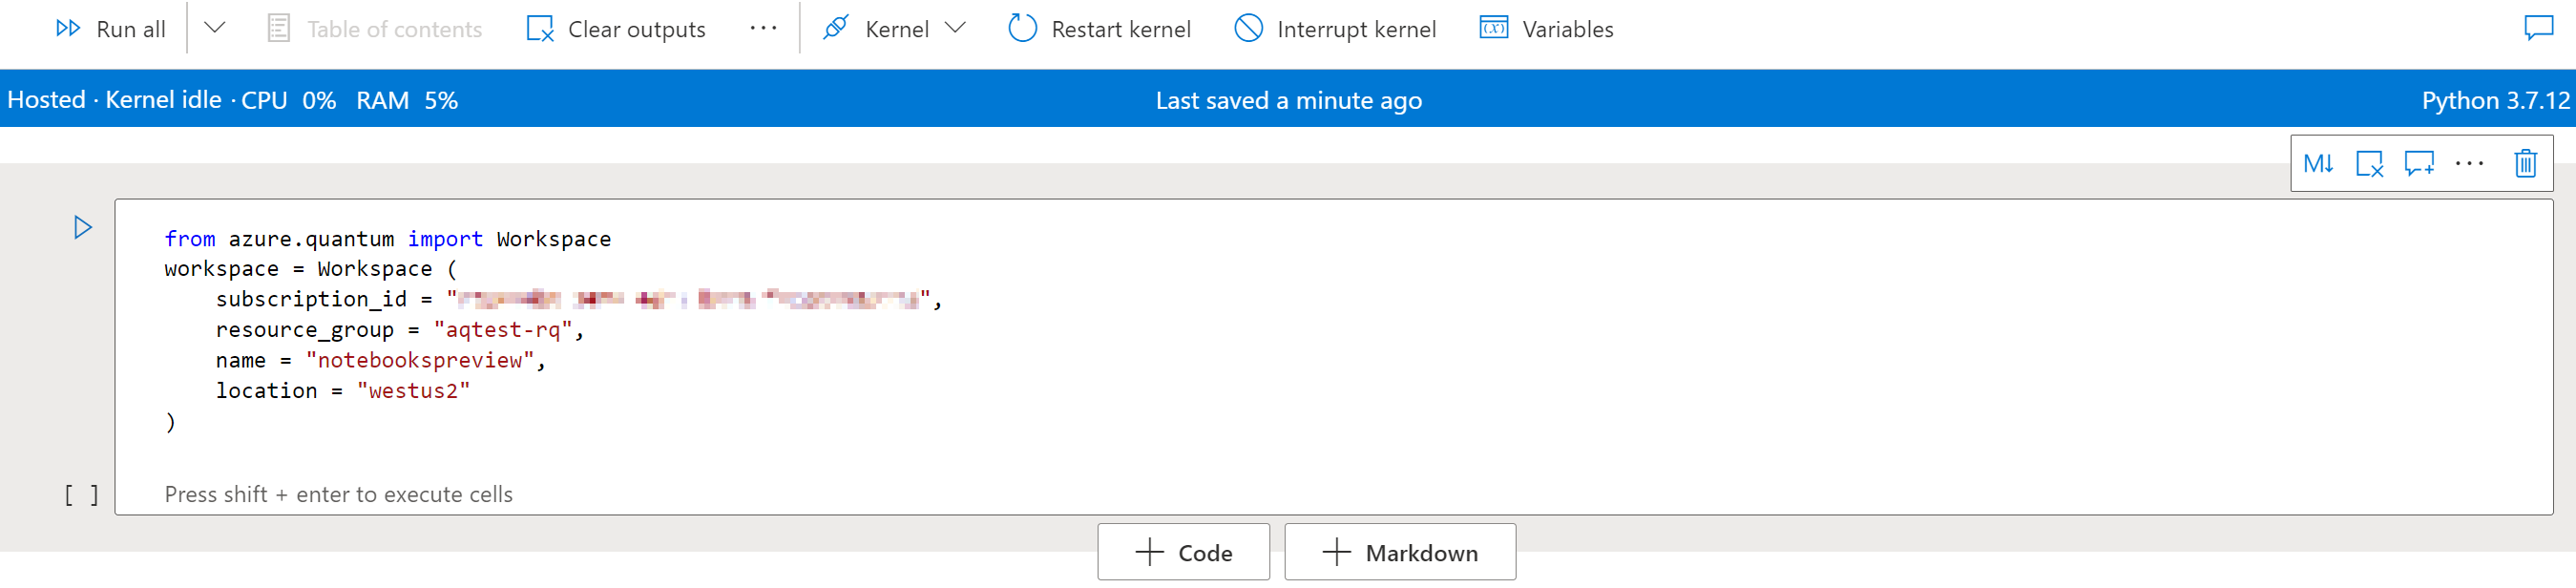 Run all Table of contents Clear outputs ··· Kernel Restart kernel Interrupt kernel Variables
Hosted · Kernel idle · CPU 0% RAM 5% Last saved a minute ago Python 3.7.12
M↓ ···
from azure.quantum import Workspace
workspace = Workspace (
subscription_id = "",
resource_group = "aqtest-rq",
name = "notebookspreview",
location = "westus2"
)
[ ] Press shift + enter to execute cells
+ Code + Markdown